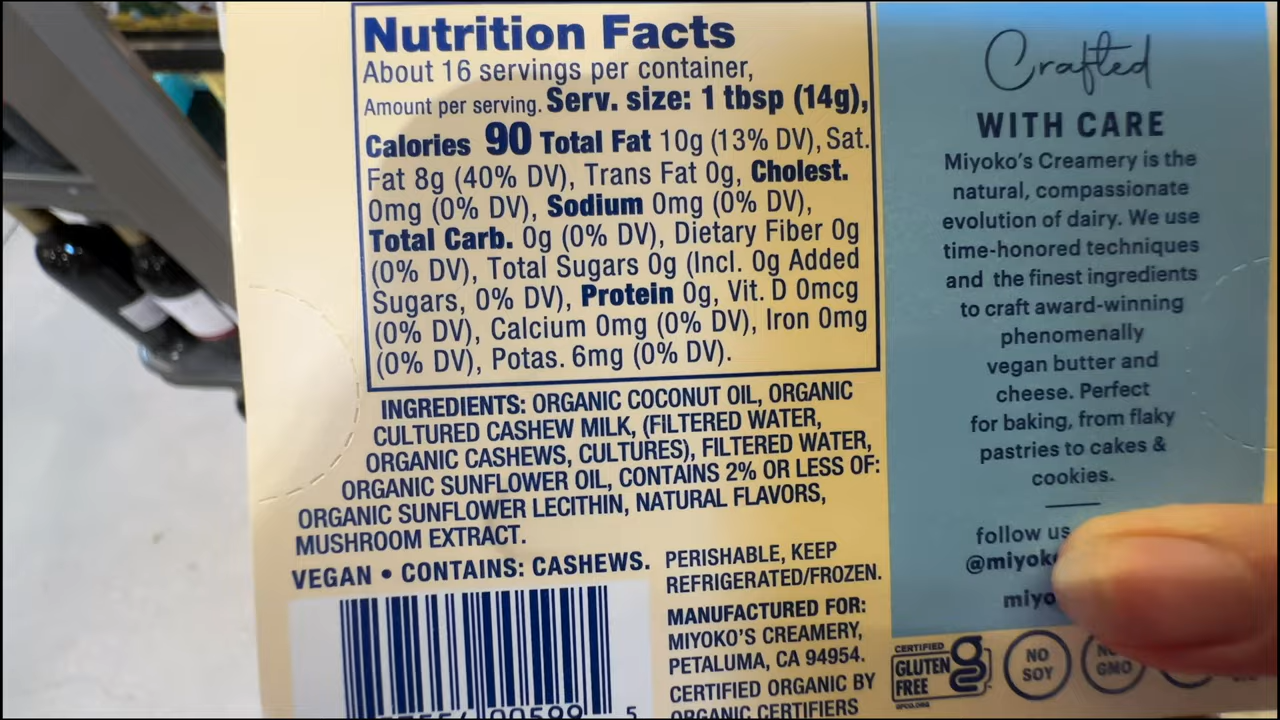 Nutrition Facts
About 16 servings per container,
Amount per serving. Serv. size: 1 tbsp (14g),
Calories 90 Total Fat 10g (13% DV), Sat.
Fat 8g (40% DV), Trans Fat 0g, Cholest.
0mg (0% DV), Sodium 0mg (0% DV),
Total Carb. 0g (0% DV), Dietary Fiber 0g
(0% DV), Total Sugars 0g (Incl. 0g Added
Sugars, 0% DV), Protein 0g, Vit. D 0mcg
(0% DV), Calcium 0mg (0% DV), Iron 0mg
(0% DV), Potas. 6mg (0% DV).
INGREDIENTS: ORGANIC COCONUT OIL, ORGANIC
CULTURED CASHEW MILK, (FILTERED WATER,
ORGANIC CASHEWS, CULTURES), FILTERED WATER,
ORGANIC SUNFLOWER OIL, CONTAINS 2% OR LESS OF:
ORGANIC SUNFLOWER LECITHIN, NATURAL FLAVORS,
MUSHROOM EXTRACT.
VEGAN • CONTAINS: CASHEWS.
PERISHABLE, KEEP
REFRIGERATED/FROZEN.
MANUFACTURED FOR:
MIYOKO'S CREAMERY,
PETALUMA, CA 94954.
CERTIFIED ORGANIC BY
ORGANIC CERTIFIERS
Crafted
WITH CARE
Miyoko's Creamery is the
natural, compassionate
evolution of dairy. We use
time-honored techniques
and the finest ingredients
to craft award-winning
phenomenally
vegan butter and
cheese. Perfect
for baking, from flaky
pastries to cakes &
cookies.
follow us
@miyok
miyo
CERTIFIED
GLUTEN
FREE
GFCO.ORG
NO
SOY
GMO